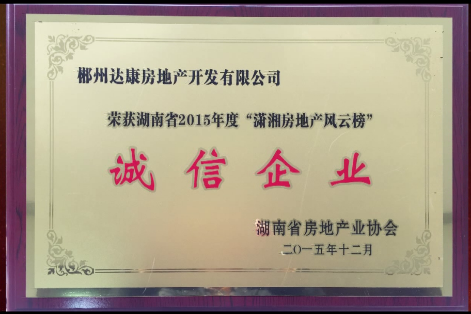 郴州达康房地产开发有限公司
荣获湖南省2015年度“潇湘房地产风云榜”
诚信企业
湖南省房地产业协会
二〇一五年十二月